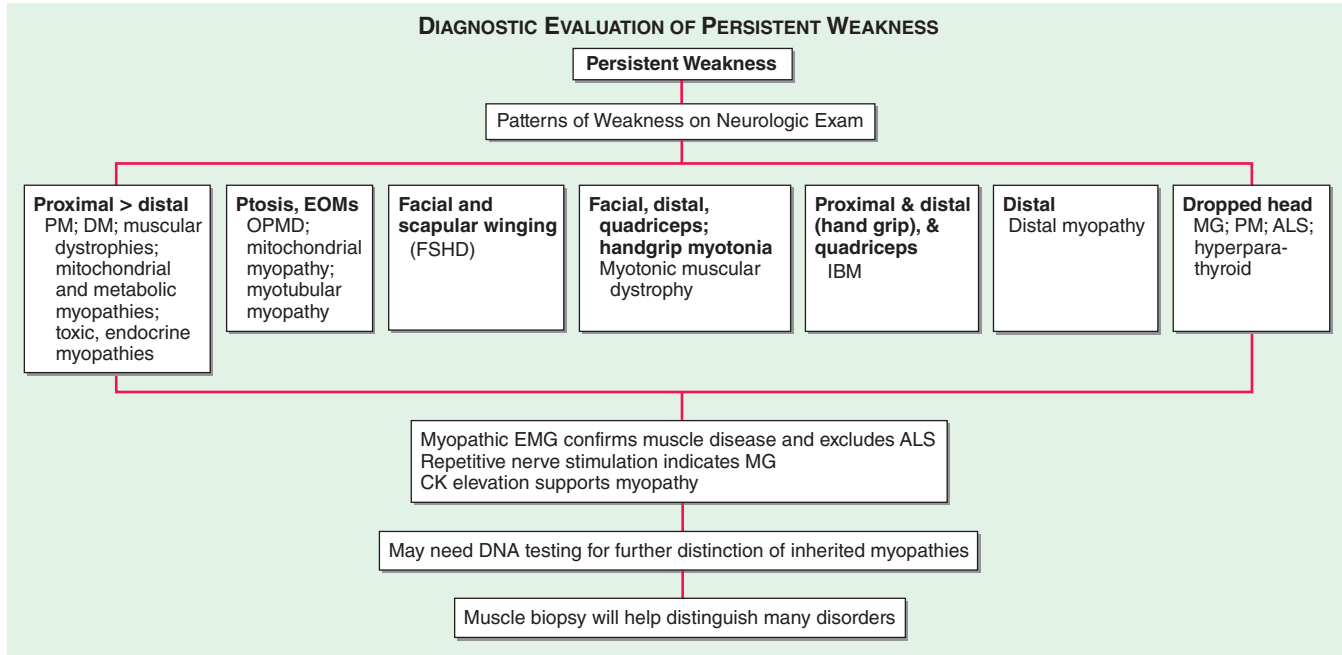 DIAGNOSTIC EVALUATION OF PERSISTENT WEAKNESS
Persistent Weakness
Patterns of Weakness on Neurologic Exam
Proximal > distal
PM; DM; muscular
dystrophies;
mitochondrial
and metabolic
myopathies;
toxic, endocrine
myopathies
Ptosis, EOMs
OPMD;
mitochondrial
myopathy;
myotubular
myopathy
Facial and
scapular winging
(FSHD)
Facial, distal,
quadriceps;
handgrip myotonia
Myotonic muscular
dystrophy
Proximal & distal
(hand grip), &
quadriceps
IBM
Distal
Distal myopathy
Dropped head
MG; PM; ALS;
hyperpara-
thyroid
Myopathic EMG confirms muscle disease and excludes ALS
Repetitive nerve stimulation indicates MG
CK elevation supports myopathy
May need DNA testing for further distinction of inherited myopathies
Muscle biopsy will help distinguish many disorders